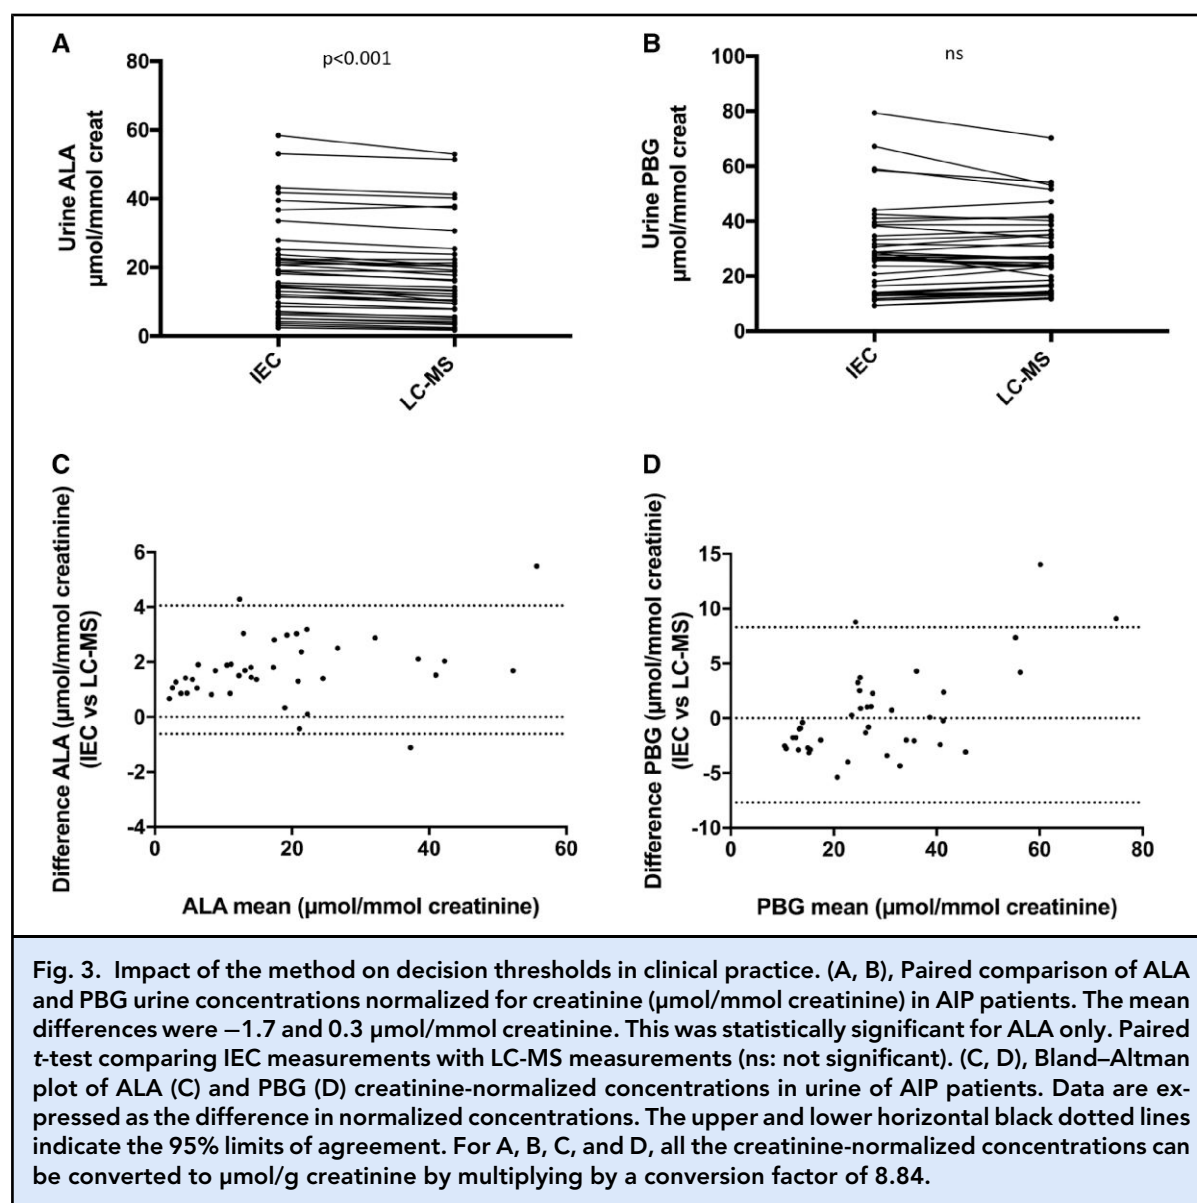 A
p<0.001
80
60
40
20
0
Urine ALA
µmol/mmol creat
IEC
LC-MS
B
ns
100
80
60
40
20
0
Urine PBG
µmol/mmol creat
IEC
LC-MS
C
Difference ALA (µmol/mmol creatinine)
(IEC vs LC-MS)
6
4
2
0
-2
-4
0 20 40 60
ALA mean (µmol/mmol creatinine)
D
Difference PBG (µmol/mmol creatinie)
(IEC vs LC-MS)
15
10
5
0
-5
-10
0 20 40 60 80
PBG mean (µmol/mmol creatinine)
Fig. 3. Impact of the method on decision thresholds in clinical practice. (A, B), Paired comparison of ALA
and PBG urine concentrations normalized for creatinine (µmol/mmol creatinine) in AIP patients. The mean
differences were −1.7 and 0.3 µmol/mmol creatinine. This was statistically significant for ALA only. Paired
t-test comparing IEC measurements with LC-MS measurements (ns: not significant). (C, D), Bland–Altman
plot of ALA (C) and PBG (D) creatinine-normalized concentrations in urine of AIP patients. Data are ex-
pressed as the difference in normalized concentrations. The upper and lower horizontal black dotted lines
indicate the 95% limits of agreement. For A, B, C, and D, all the creatinine-normalized concentrations can
be converted to µmol/g creatinine by multiplying by a conversion factor of 8.84.